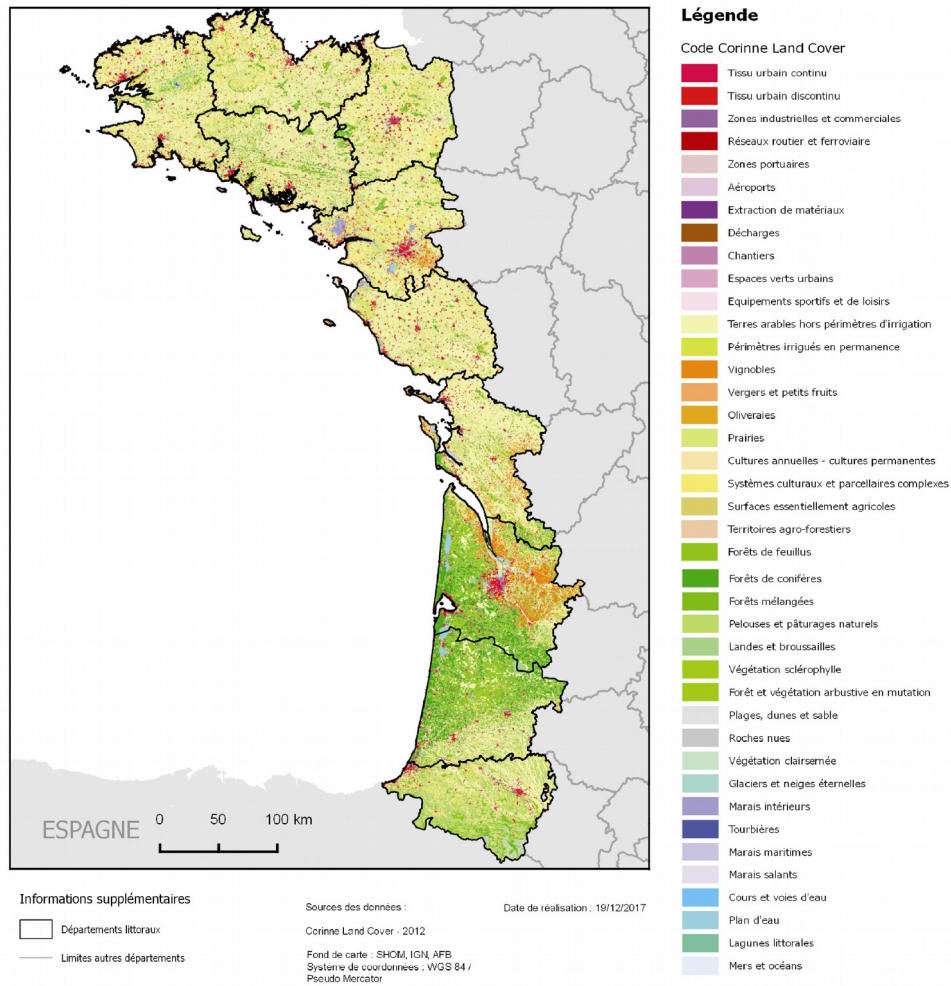 Légende
Code Corinne Land Cover
Tissu urbain continu
Tissu urbain discontinu
Zones industrielles et commerciales
Réseaux routier et ferroviaire
Zones portuaires
Aéroports
Extraction de matériaux
Décharges
Chantiers
Espaces verts urbains
Equipements sportifs et de loisirs
Terres arables hors périmètres d'irrigation
Périmètres irrigués en permanence
Vignobles
Vergers et petits fruits
Oliveraies
Prairies
Cultures annuelles - cultures permanentes
Systèmes culturaux et parcellaires complexes
Surfaces essentiellement agricoles
Territoires agro-forestiers
Forêts de feuillus
Forêts de conifères
Forêts mélangées
Pelouses et pâturages naturels
Landes et broussailles
Végétation sclérophylle
Forêt et végétation arbustive en mutation
Plages, dunes et sable
Roches nues
Végétation clairsemée
Glaciers et neiges éternelles
Marais intérieurs
Tourbières
Marais maritimes
Marais salants
Cours et voies d'eau
Plan d'eau
Lagunes littorales
Mers et océans
ESPAGNE
0 50 100 km
Informations supplémentaires
Départements littoraux
Limites autres départements
Sources des données :
Corinne Land Cover - 2012
Fond de carte : SHOM, IGN, AFB
Système de coordonnées : WGS 84 /
Pseudo Mercator
Date de réalisation : 19/12/2017